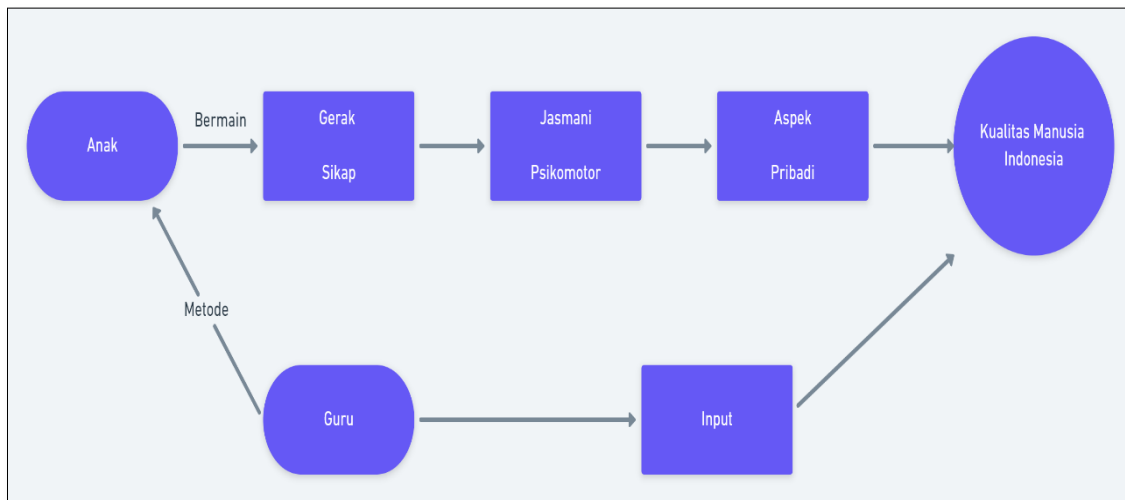 Anak
Bermain
Gerak
Sikap
Jasmani
Psikomotor
Aspek
Pribadi
Kualitas Manusia
Indonesia
Metode
Guru
Input